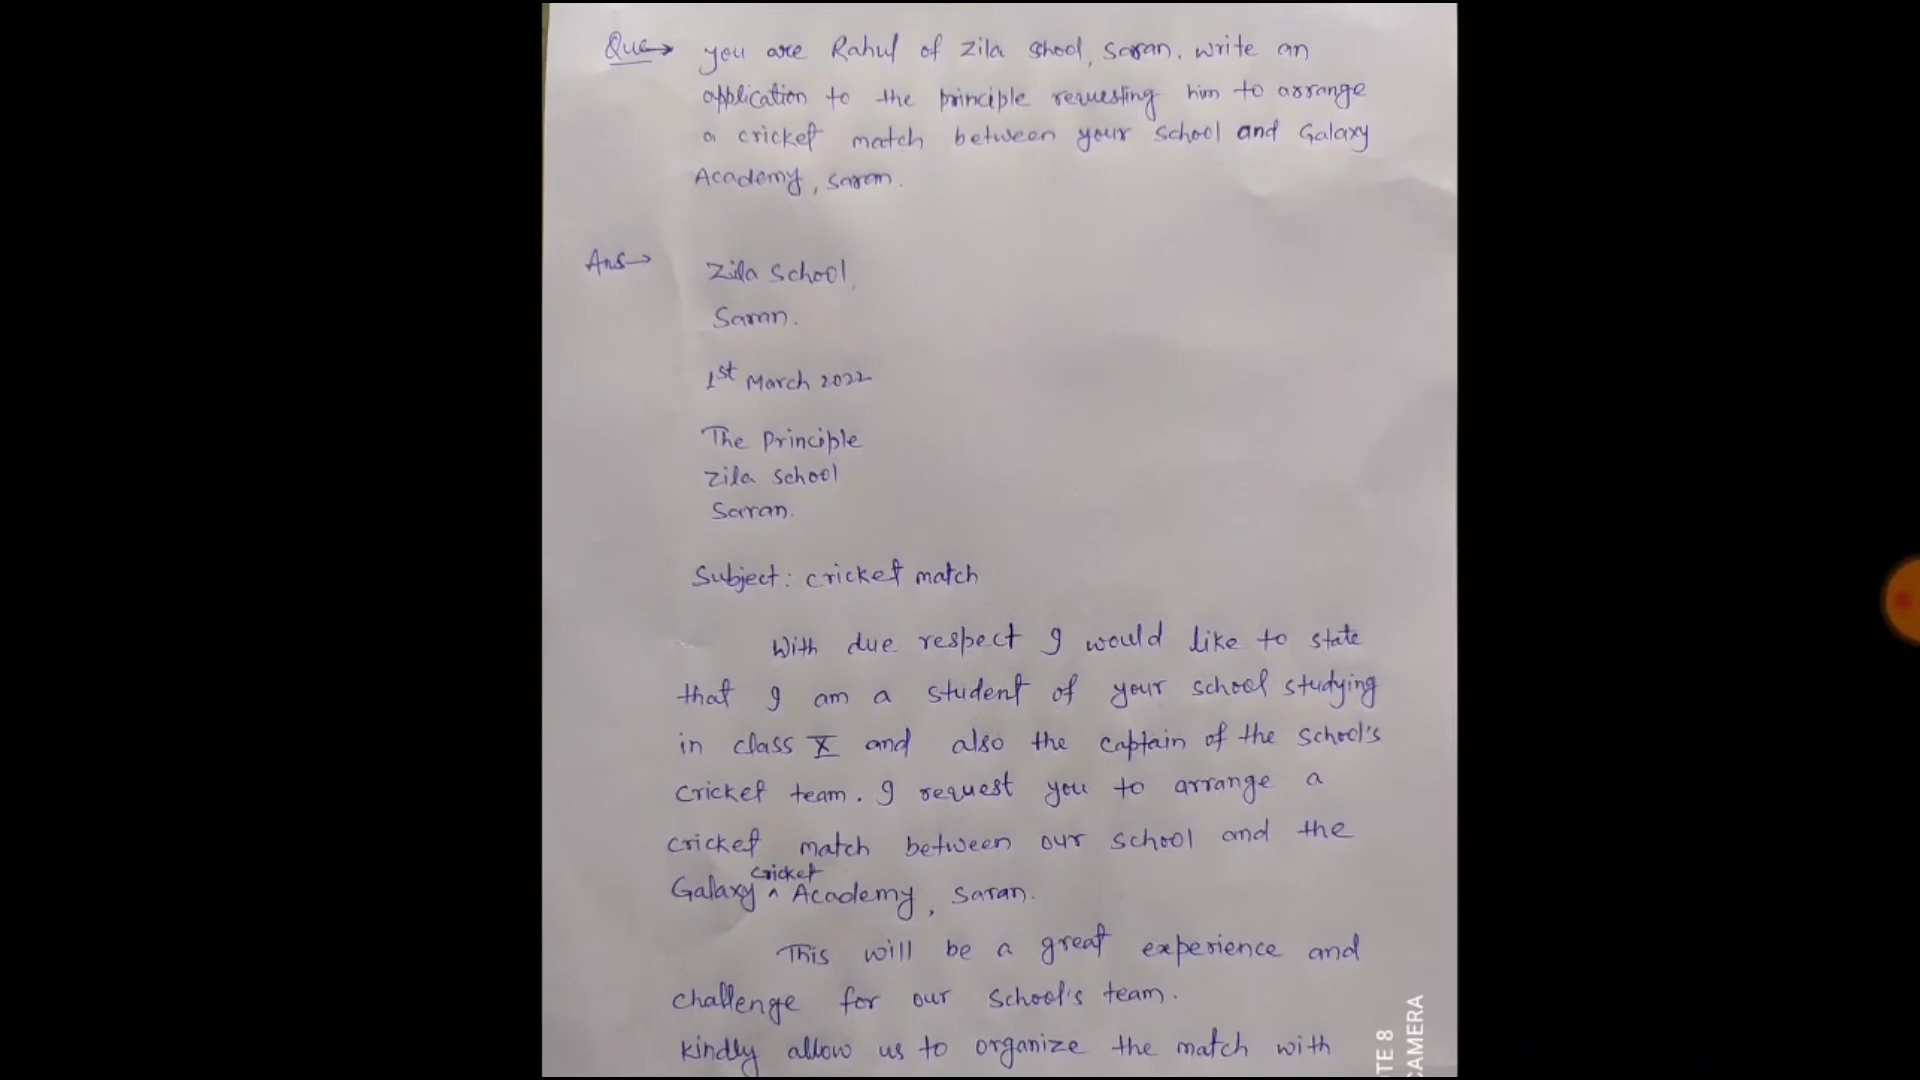 Que→ you are Rahul of Zila Shool, Saran. Write an
application to the principle requesting him to arrange
a cricket match between your school and Galaxy
Academy, Saran.
Ans→ Zila School,
Saran.
1st March 2022
The Principle
Zila School
Saran.
Subject: cricket match
With due respect I would like to state
that I am a student of your school studying
in class X and also the captain of the school's
cricket team. I request you to arrange a
cricket match between our school and the
Galaxy ^ cricket Academy, Saran.
This will be a great experience and
challenge for our school's team.
Kindly allow us to organize the match with
TE 8
CAMERA